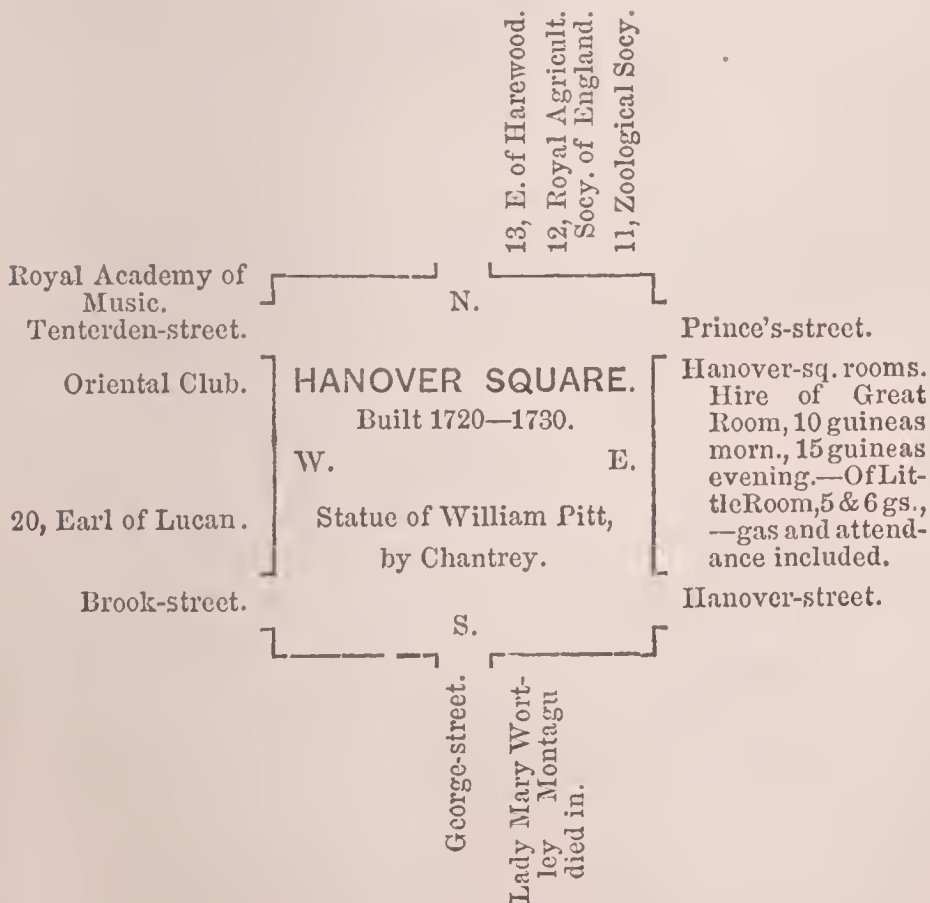 13, E. of Harewood.
12, Royal Agricult.
Socy. of England.
11, Zoological Socy.
Royal Academy of
Music.
Tenterden-street.
N.
Prince's-street.
Oriental Club.
HANOVER SQUARE.
Built 1720—1730.
W.
E.
Hanover-sq. rooms.
Hire of Great
Room, 10 guineas
morn., 15 guineas
evening.—Of Lit-
tle Room, 5 & 6 gs.,
—gas and attend-
ance included.
20, Earl of Lucan.
Statue of William Pitt,
by Chantrey.
Brook-street.
Hanover-street.
S.
George-street.
Lady Mary Wort-
ley Montagu
died in.